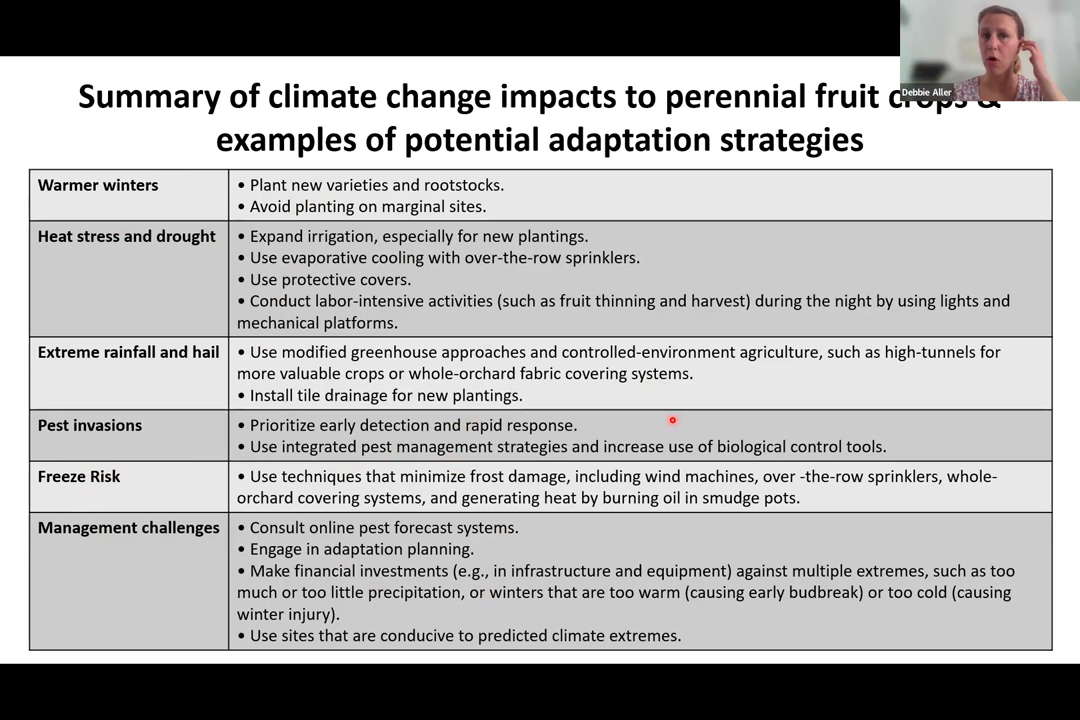 Debbie Aller
Summary of climate change impacts to perennial fruit crops &
examples of potential adaptation strategies
Warmer winters
• Plant new varieties and rootstocks.
• Avoid planting on marginal sites.
Heat stress and drought
• Expand irrigation, especially for new plantings.
• Use evaporative cooling with over-the-row sprinklers.
• Use protective covers.
• Conduct labor-intensive activities (such as fruit thinning and harvest) during the night by using lights and
mechanical platforms.
Extreme rainfall and hail
• Use modified greenhouse approaches and controlled-environment agriculture, such as high-tunnels for
more valuable crops or whole-orchard fabric covering systems.
• Install tile drainage for new plantings.
Pest invasions
• Prioritize early detection and rapid response.
• Use integrated pest management strategies and increase use of biological control tools.
Freeze Risk
• Use techniques that minimize frost damage, including wind machines, over -the-row sprinklers, whole-
orchard covering systems, and generating heat by burning oil in smudge pots.
Management challenges
• Consult online pest forecast systems.
• Engage in adaptation planning.
• Make financial investments (e.g., in infrastructure and equipment) against multiple extremes, such as too
much or too little precipitation, or winters that are too warm (causing early budbreak) or too cold (causing
winter injury).
• Use sites that are conducive to predicted climate extremes.